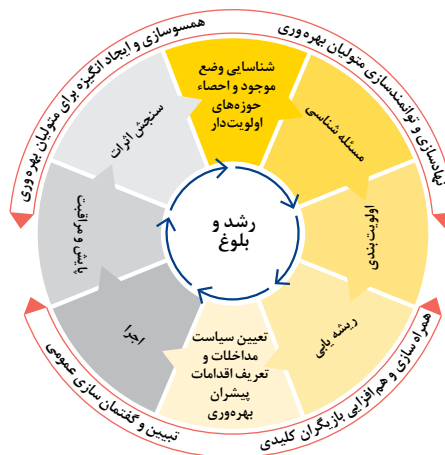 همسوسازی و ایجاد انگیزه برای متولیان بهره‌وری
نهادسازی و توانمندسازی متولیان بهره‌وری
همراه سازی و هم افزایی بازیگران کلیدی
تبیین و گفتمان سازی عمومی
شناسایی وضع
موجود و احصاء
حوزه‌های
اولویت‌دار
مسئله شناسی
اولویت‌بندی
ریشه یابی
تعیین سیاست
مداخلات و
تعریف اقدامات
پیشران
بهره‌وری
اجرا
پایش و مراقبت
سنجش اثرات
رشد و
بلوغ